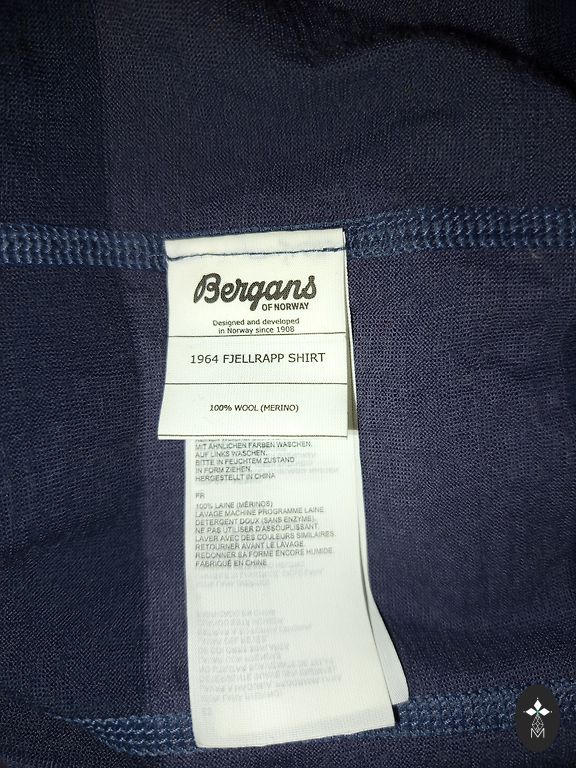 Bergans
OF NORWAY
Designed and developed
in Norway since 1908
1964 FJELLRAPP SHIRT
100% WOOL (MERINO)
MIT ÄHNLICHEN FARBEN WASCHEN.
AUF LINKS WASCHEN.
BITTE IN FEUCHTEM ZUSTAND
IN FORM ZIEHEN.
HERGESTELLT IN CHINA
FR
100% LAINE (MÉRINOS)
LAVAGE MACHINE PROGRAMME LAINE.
DETERGENT DOUX (SANS ENZYME).
NE PAS UTILISER D'ASSOUPLISSANT.
LAVER AVEC DES COULEURS SIMILAIRES.
RETOURNER AVANT LE LAVAGE.
REDONNER SA FORME ENCORE HUMIDE.
FABRIQUÉ EN CHINE